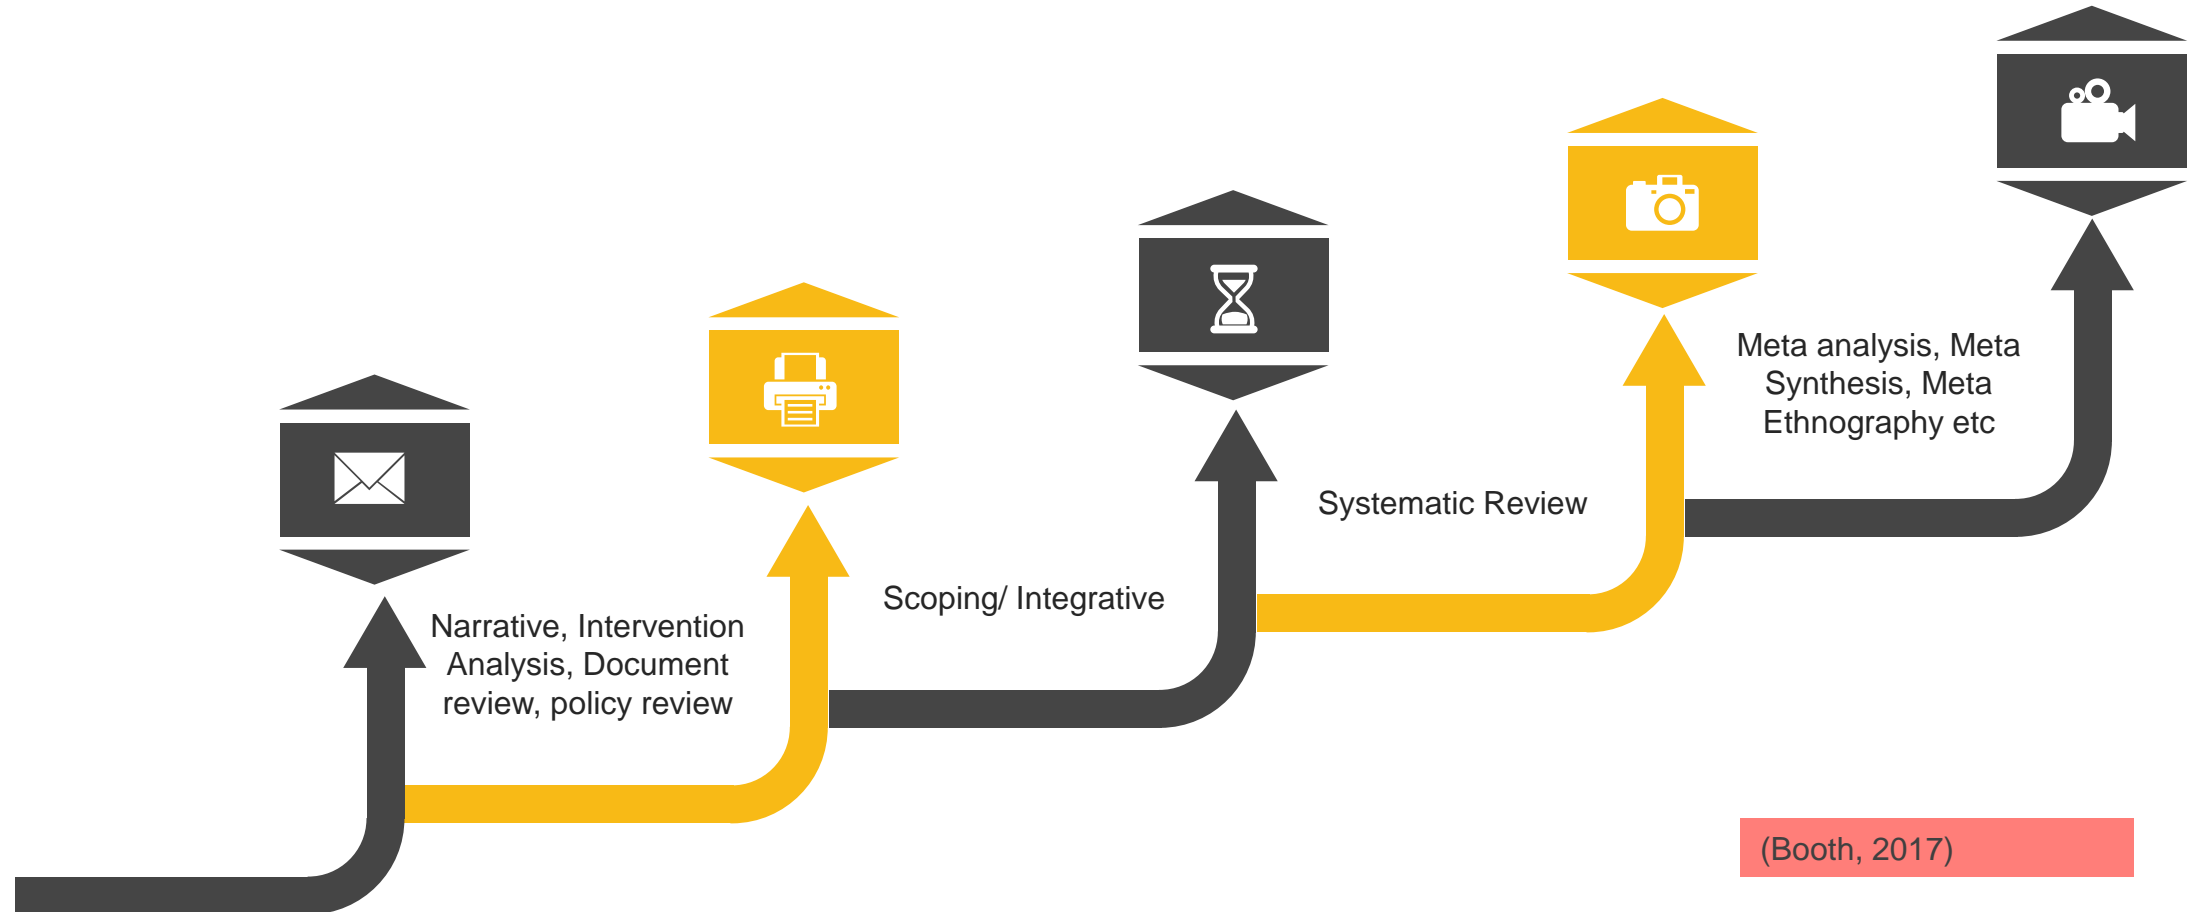 Narrative, Intervention
Analysis, Document
review, policy review
Scoping/ Integrative
Systematic Review
Meta analysis, Meta
Synthesis, Meta
Ethnography etc
(Booth, 2017)